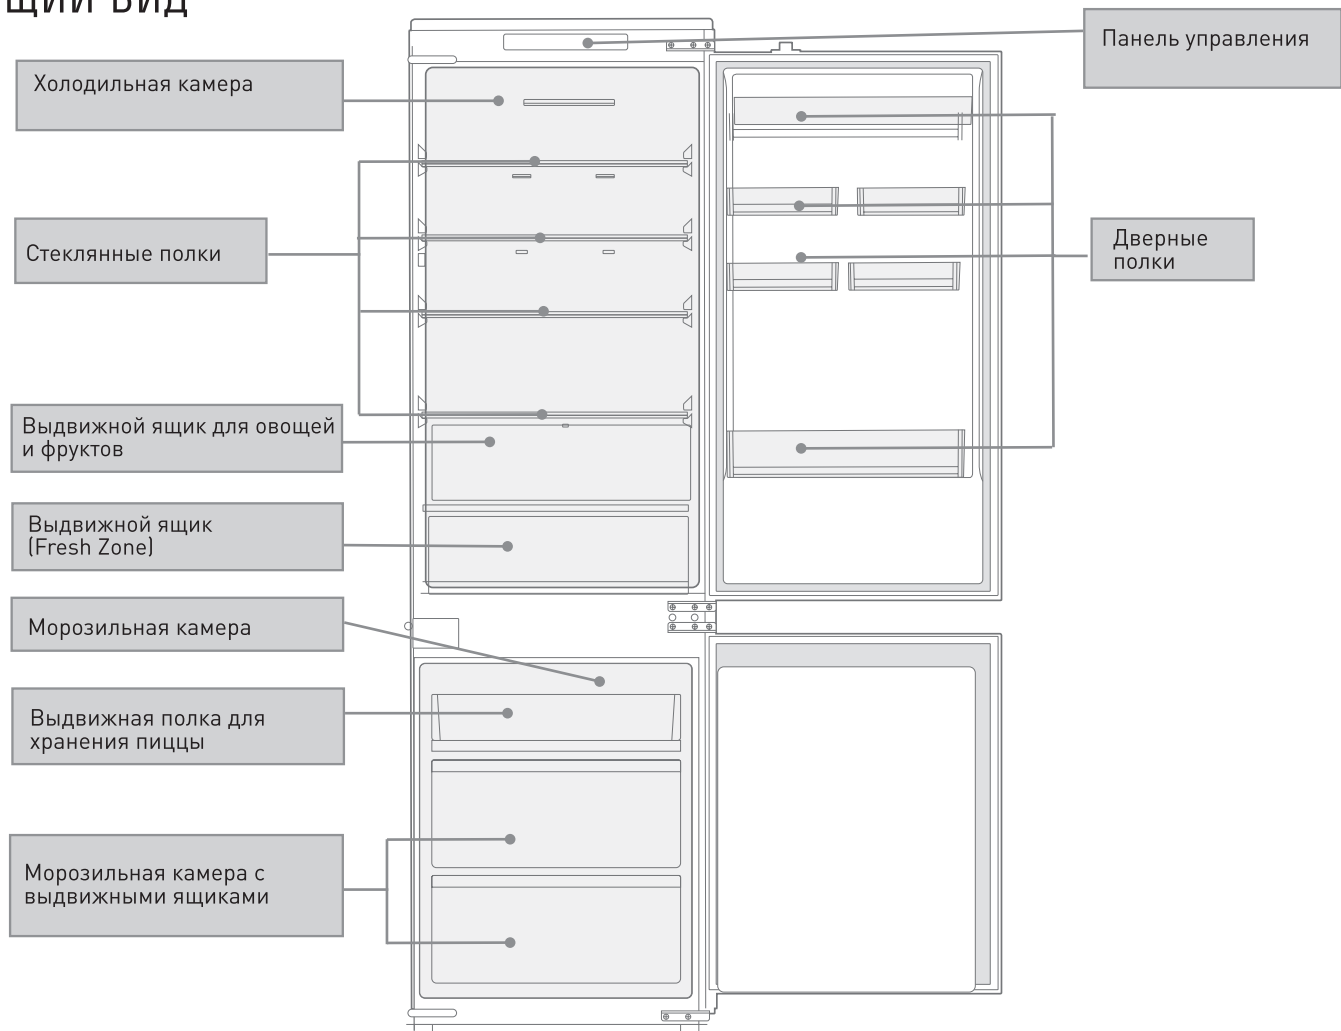 щий вид
Панель управления
Холодильная камера
Стеклянные полки
Дверные
полки
Выдвижной ящик для овощей
и фруктов
Выдвижной ящик
(Fresh Zone)
Морозильная камера
Выдвижная полка для
хранения пиццы
Морозильная камера с
выдвижными ящиками